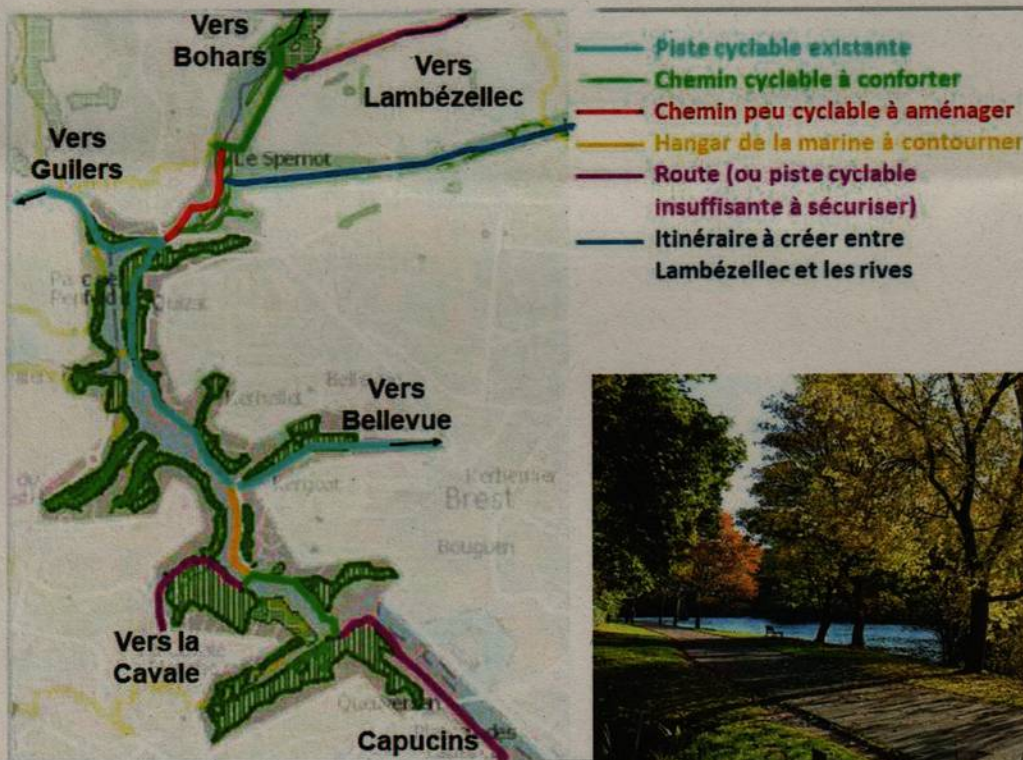 Vers
Bohars
Vers
Lambézellec
Vers
Guilers
Le Spernot
Vers
Bellevue
Kergoat
Brest
Bouguen
Vers la
Cavale
Capucins
Piste cyclable existante
Chemin cyclable à conforter
Chemin peu cyclable à aménager
Hangar de la marine à contourner
Route (ou piste cyclable
insuffisante à sécuriser)
Itinéraire à créer entre
Lambézellec et les rives